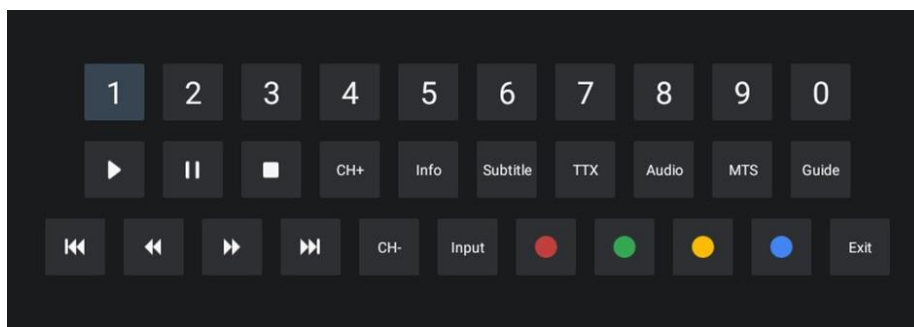 1 2 3 4 5 6 7 8 9 0
CH+ Info Subtitle TTX Audio MTS Guide
CH- Input Exit